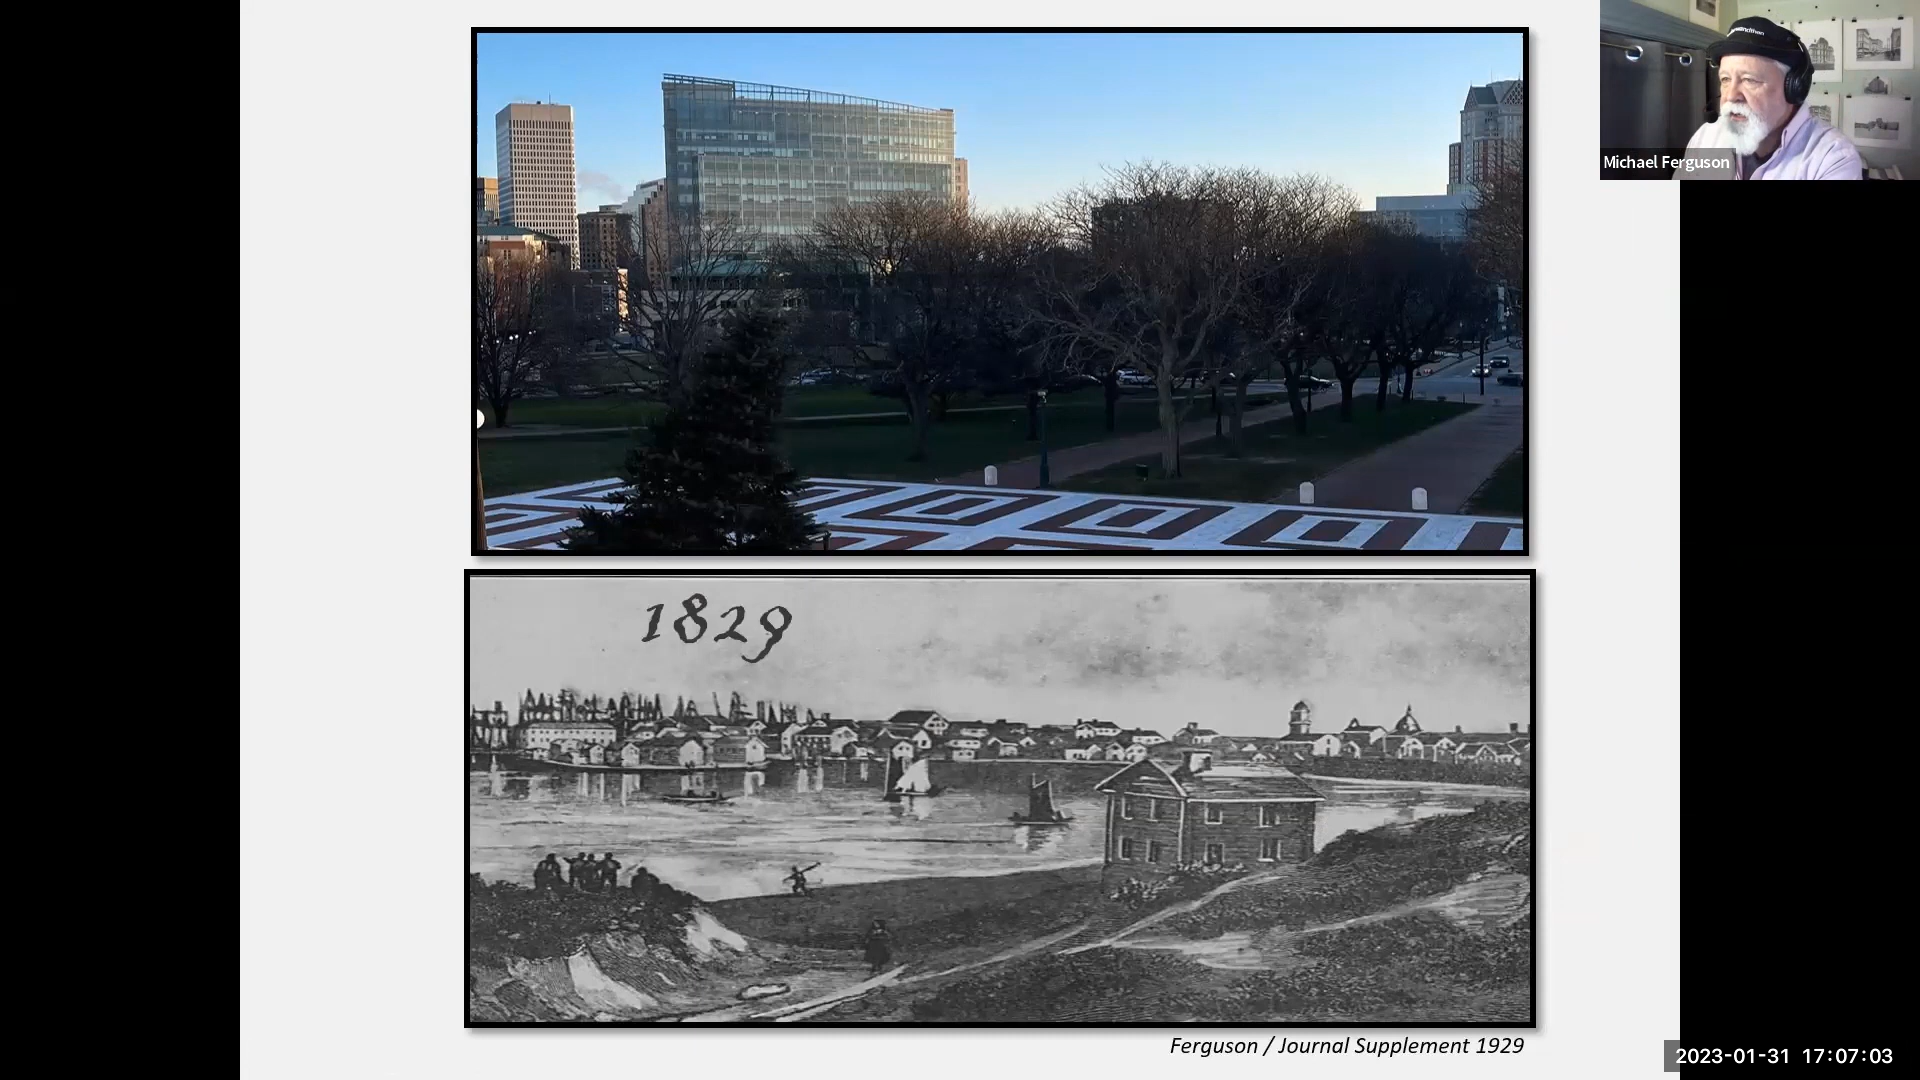 Michael Ferguson
1829
Ferguson / Journal Supplement 1929
2023-01-31 17:07:03